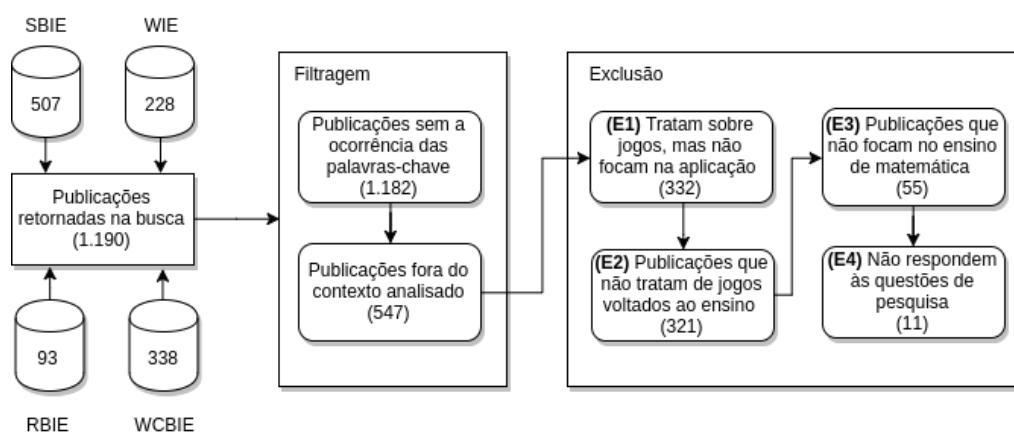 SBIE
WIE
507
228
Publicações
retornadas na busca
(1.190)
93
338
RBIE
WCBIE
Filtragem
Publicações sem a
ocorrência das
palavras-chave
(1.182)
Publicações fora do
contexto analisado
(547)
Exclusão
(E1) Tratam sobre
jogos, mas não
focam na aplicação
(332)
(E2) Publicações que
não tratam de jogos
voltados ao ensino
(321)
(E3) Publicações que
não focam no ensino
de matemática
(55)
(E4) Não respondem
às questões de
pesquisa
(11)